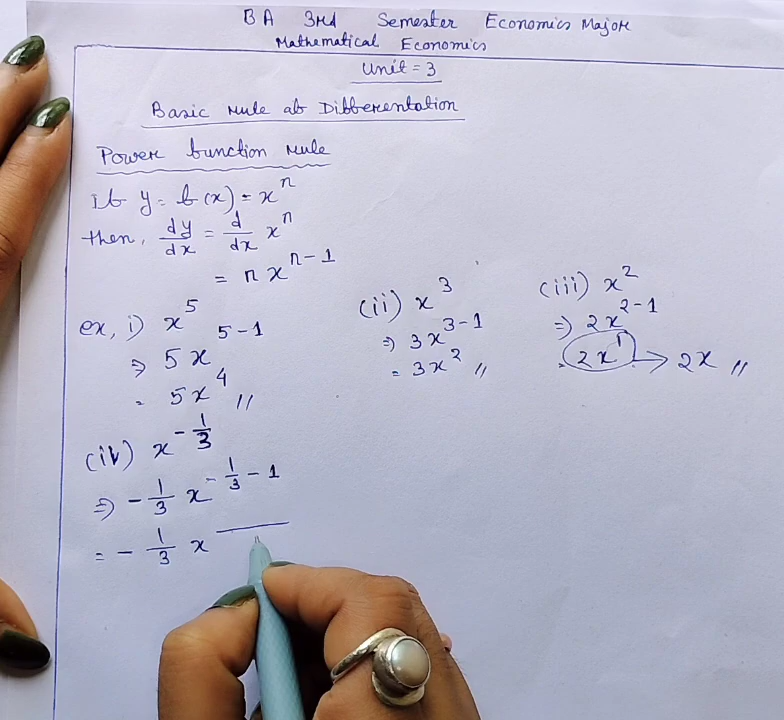 BA 3rd Semester Economics Major
Mathematical Economics
Unit = 3
Basic rule of Differentation
Power function rule
If y = f(x) = x^n
then, dy/dx = d/dx x^n
= n x^{n-1}
ex, i) x^5
⇒ 5x^{5-1}
= 5x^4 //
(ii) x^3
⇒ 3x^{3-1}
= 3x^2 //
(iii) x^2
⇒ 2x^{2-1}
= 2x^1 → 2x //
(iv) x^{-1/3}
⇒ -1/3 x^{-1/3 - 1}
= -1/3 x